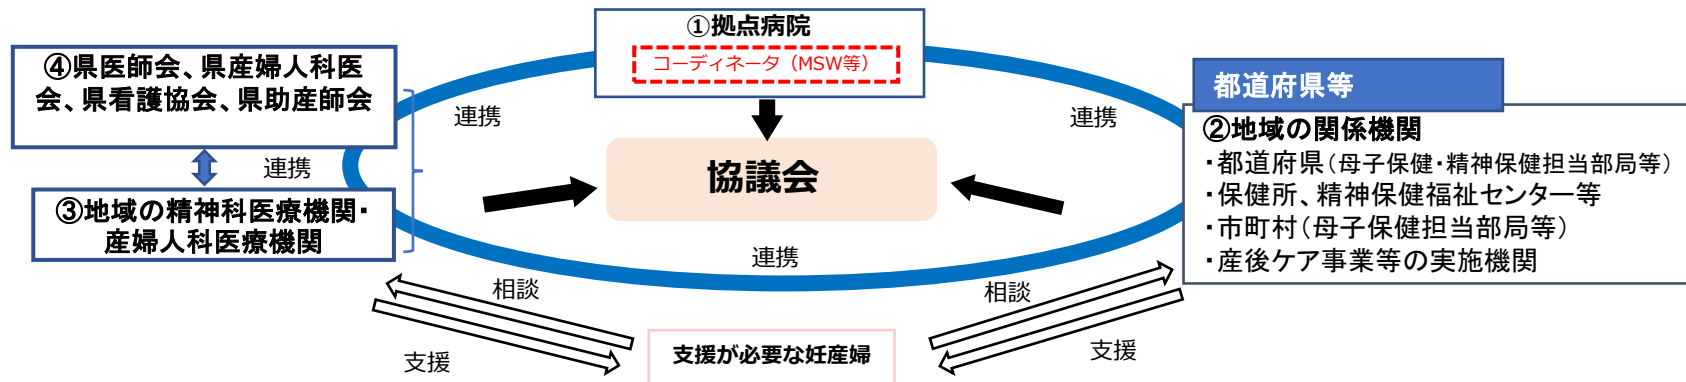 ①拠点病院
コーディネータ（MSW等）
④県医師会、県産婦人科医
会、県看護協会、県助産師会
連携
③地域の精神科医療機関・
産婦人科医療機関
連携
協議会
連携
都道府県等
②地域の関係機関
・都道府県（母子保健・精神保健担当部局等）
・保健所、精神保健福祉センター等
・市町村（母子保健担当部局等）
・産後ケア事業等の実施機関
連携
相談
支援
支援が必要な妊産婦
相談
支援